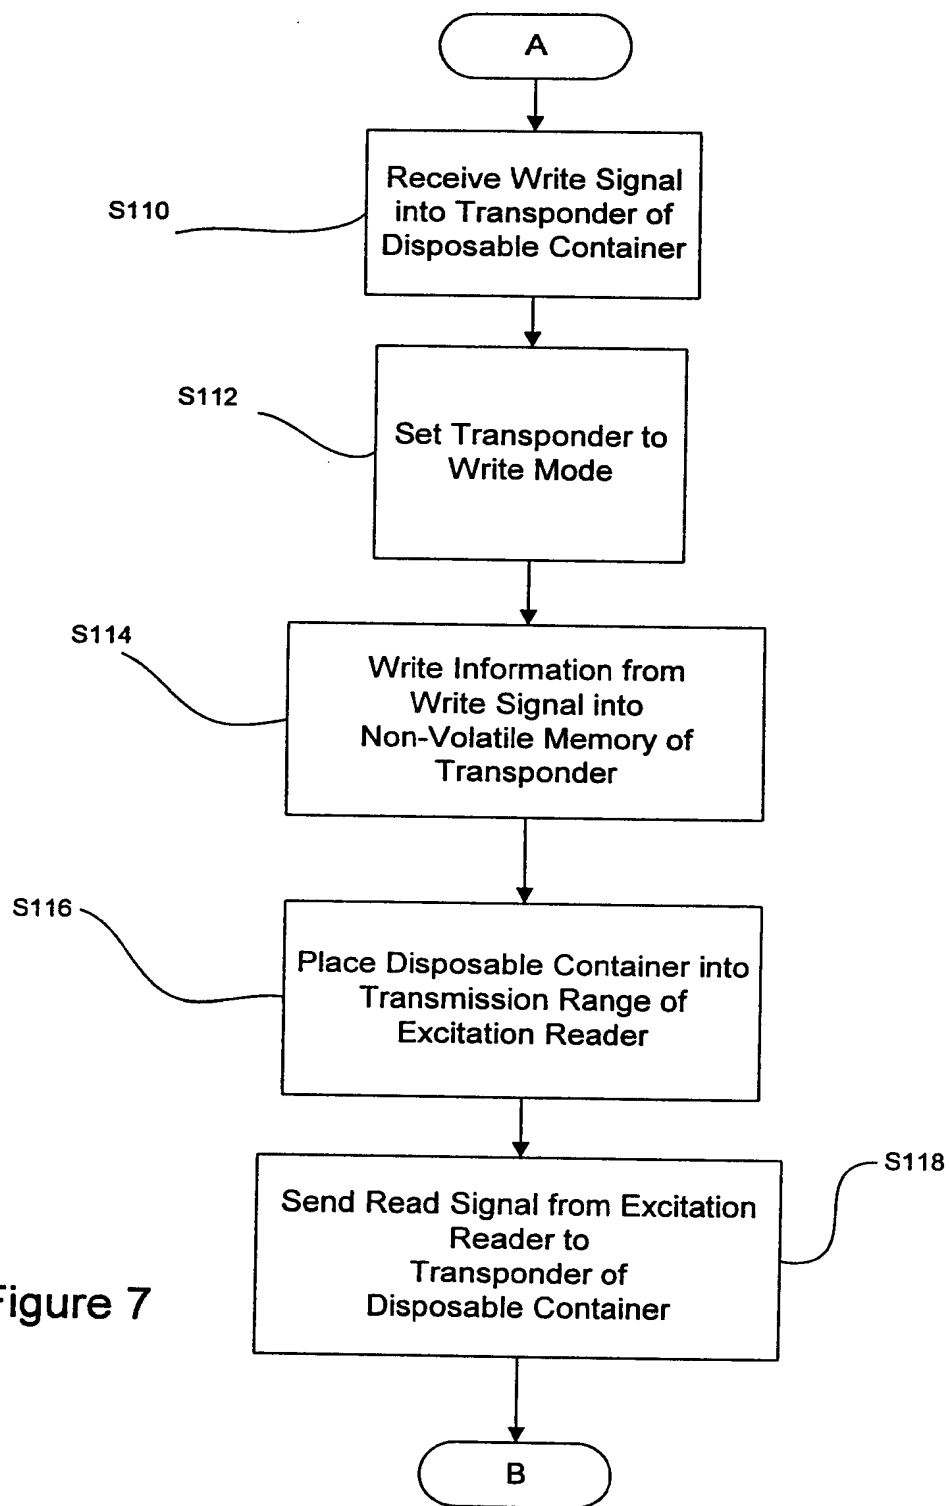 A
Receive Write Signal
into Transponder of
Disposable Container
S110
S112
Set Transponder to
Write Mode
S114
Write Information from
Write Signal into
Non-Volatile Memory of
Transponder
S116
Place Disposable Container into
Transmission Range of
Excitation Reader
S118
Send Read Signal from Excitation
Reader to
Transponder of
Disposable Container
Figure 7
B